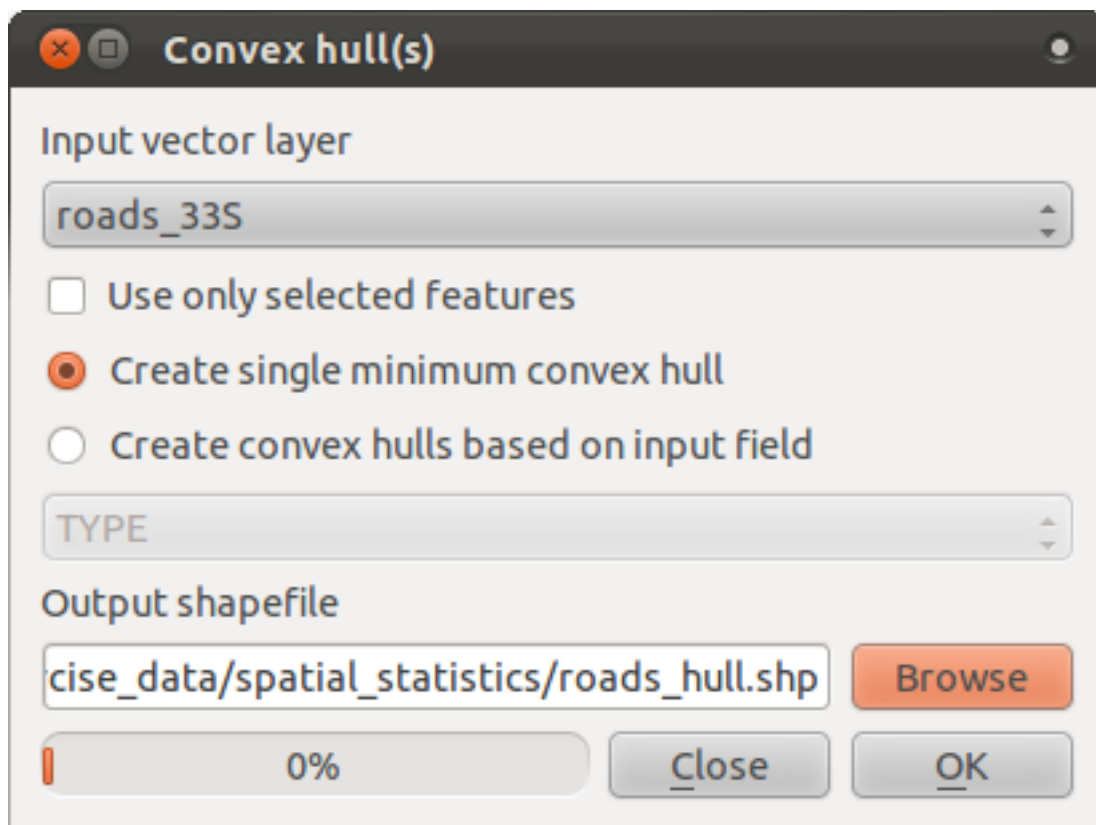 Convex hull(s)
Input vector layer
roads_33S
Use only selected features
Create single minimum convex hull
Create convex hulls based on input field
TYPE
Output shapefile
cise_data/spatial_statistics/roads_hull.shp Browse
0% Close OK